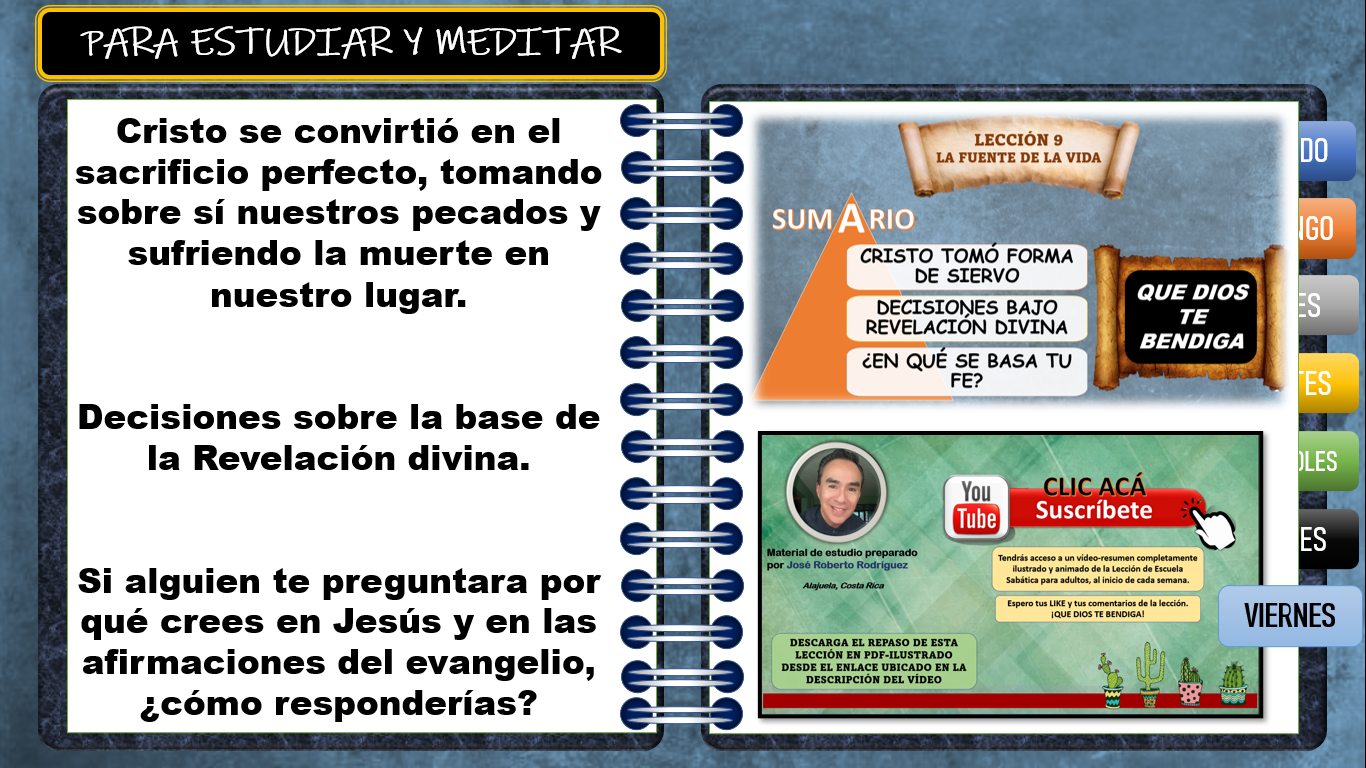 PARA ESTUDIAR Y MEDITAR
Cristo se convirtió en el
sacrificio perfecto, tomando
sobre sí nuestros pecados y
sufriendo la muerte en
nuestro lugar.
Decisiones sobre la base de
la Revelación divina.
Si alguien te preguntara por
qué crees en Jesús y en las
afirmaciones del evangelio,
¿cómo responderías?
LECCIÓN 9
LA FUENTE DE LA VIDA
SUMARIO
CRISTO TOMÓ FORMA
DE SIERVO
DECISIONES BAJO
REVELACIÓN DIVINA
¿EN QUÉ SE BASA TU
FE?
QUE DIOS
TE
BENDIGA
Material de estudio preparado
por José Roberto Rodríguez
Alajuela, Costa Rica
You
Tube
CLIC ACÁ
Suscríbete
Tendrás acceso a un vídeo-resumen completamente
ilustrado y animado de la Lección de Escuela
Sabática para adultos, al inicio de cada semana.
Espero tus LIKE y tus comentarios de la lección.
¡QUE DIOS TE BENDIGA!
DESCARGA EL REPASO DE ESTA
LECCIÓN EN PDF-ILUSTRADO
DESDE EL ENLACE UBICADO EN LA
DESCRIPCIÓN DEL VÍDEO
DO
NGO
ES
TES
OLES
ES
VIERNES